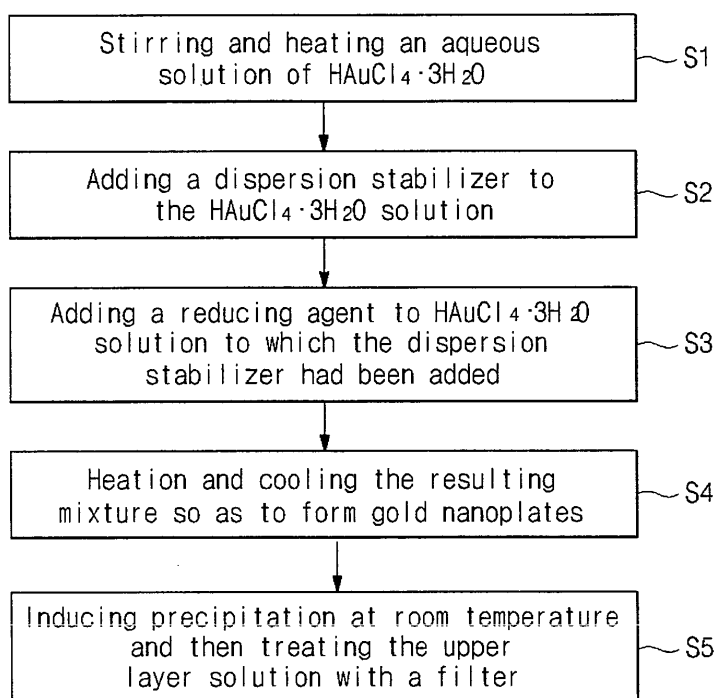 Stirring and heating an aqueous
solution of HAuCl₄·3H₂O
S1
Adding a dispersion stabilizer to
the HAuCl₄·3H₂O solution
S2
Adding a reducing agent to HAuCl₄·3H₂O
solution to which the dispersion
stabilizer had been added
S3
Heation and cooling the resulting
mixture so as to form gold nanoplates
S4
Inducing precipitation at room temperature
and then treating the upper
layer solution with a filter
S5